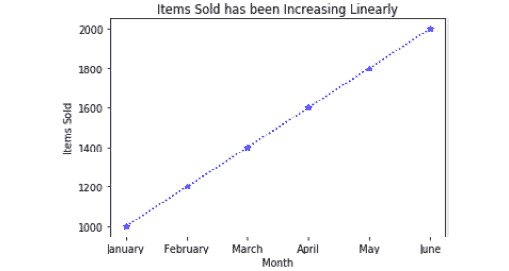 Items Sold has been Increasing Linearly
2000
1800
1600
1400
1200
1000
Items Sold
January February March April May June
Month